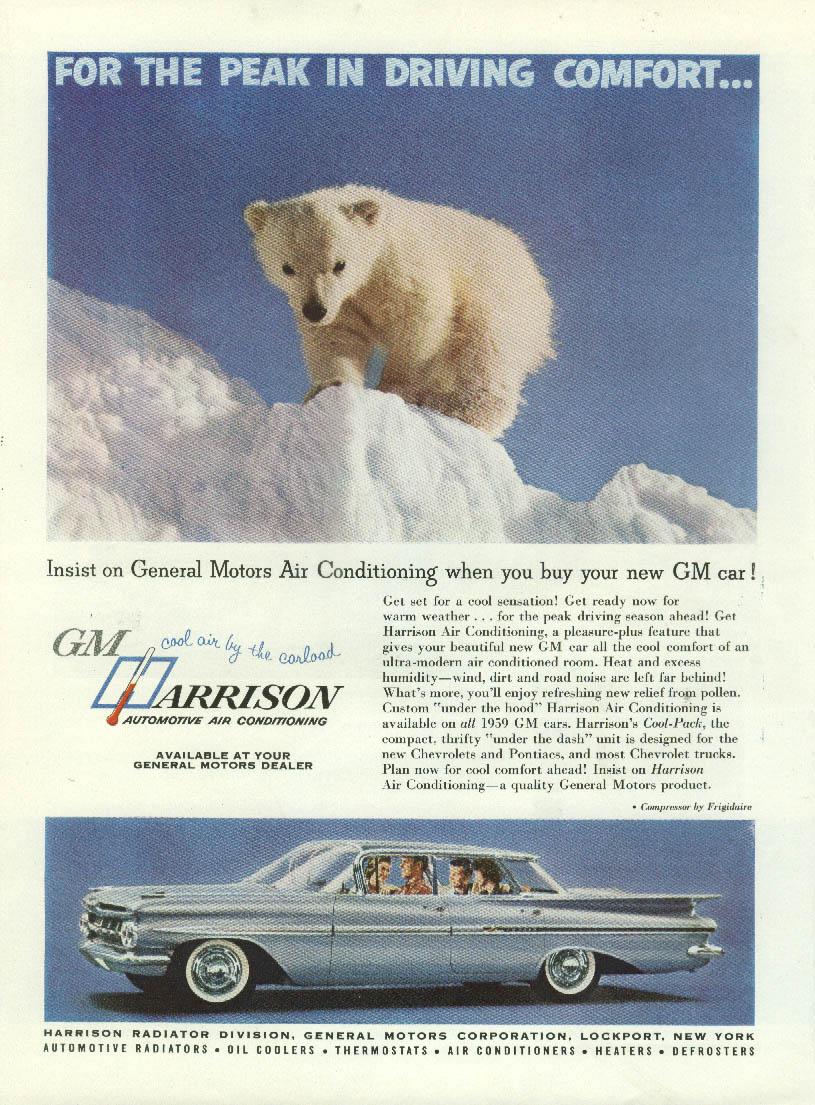 FOR THE PEAK IN DRIVING COMFORT...
Insist on General Motors Air Conditioning when you buy your new GM car!
GM cool air by the carload
HARRISON
AUTOMOTIVE AIR CONDITIONING
AVAILABLE AT YOUR
GENERAL MOTORS DEALER
Get set for a cool sensation! Get ready now for
warm weather . . . for the peak driving season ahead! Get
Harrison Air Conditioning, a pleasure-plus feature that
gives your beautiful new GM car all the cool comfort of an
ultra-modern air conditioned room. Heat and excess
humidity—wind, dirt and road noise are left far behind!
What's more, you'll enjoy refreshing new relief from pollen.
Custom "under the hood" Harrison Air Conditioning is
available on all 1959 GM cars. Harrison's Cool-Pack, the
compact, thrifty "under the dash" unit is designed for the
new Chevrolets and Pontiacs, and most Chevrolet trucks.
Plan now for cool comfort ahead! Insist on Harrison
Air Conditioning—a quality General Motors product.
• Compressor by Frigidaire
HARRISON RADIATOR DIVISION, GENERAL MOTORS CORPORATION, LOCKPORT, NEW YORK
AUTOMOTIVE RADIATORS • OIL COOLERS • THERMOSTATS • AIR CONDITIONERS • HEATERS • DEFROSTERS